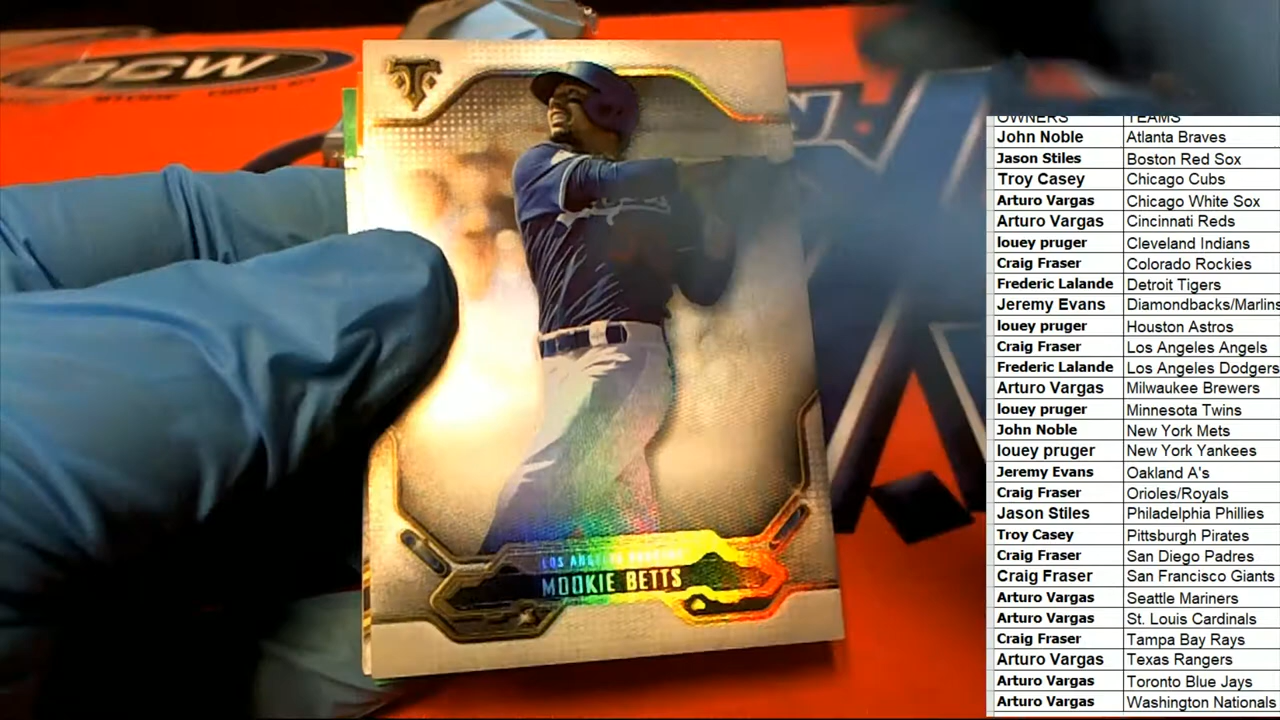 BCW
T
LOS ANGELES DODGERS
MOOKIE BETTS
OWNERS TEAMS
John Noble Atlanta Braves
Jason Stiles Boston Red Sox
Troy Casey Chicago Cubs
Arturo Vargas Chicago White Sox
Arturo Vargas Cincinnati Reds
louey pruger Cleveland Indians
Craig Fraser Colorado Rockies
Frederic Lalande Detroit Tigers
Jeremy Evans Diamondbacks/Marlins
louey pruger Houston Astros
Craig Fraser Los Angeles Angels
Frederic Lalande Los Angeles Dodgers
Arturo Vargas Milwaukee Brewers
louey pruger Minnesota Twins
John Noble New York Mets
louey pruger New York Yankees
Jeremy Evans Oakland A's
Craig Fraser Orioles/Royals
Jason Stiles Philadelphia Phillies
Troy Casey Pittsburgh Pirates
Craig Fraser San Diego Padres
Craig Fraser San Francisco Giants
Arturo Vargas Seattle Mariners
Arturo Vargas St. Louis Cardinals
Craig Fraser Tampa Bay Rays
Arturo Vargas Texas Rangers
Arturo Vargas Toronto Blue Jays
Arturo Vargas Washington Nationals